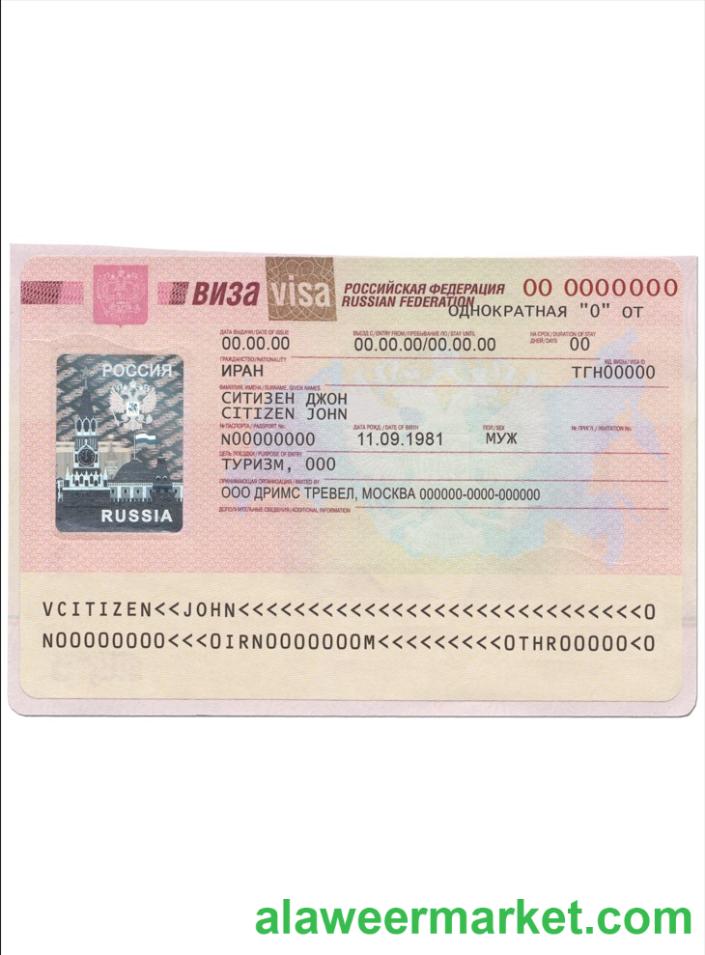 ВИЗА visa РОССИЙСКАЯ ФЕДЕРАЦИЯ 00 0000000
RUSSIAN FEDERATION
ОДНОКРАТНАЯ "0" ОТ
ДАТА ВЫДАЧИ/DATE OF ISSUE ВЪЕЗД С/ENTRY FROM/ПРЕБЫВАНИЕ ПО/STAY UNTIL НА СРОК/DURATION OF STAY
00.00.00 00.00.00/00.00.00 ДНЕЙ/DAYS 00
ГРАЖДАНСТВО/NATIONALITY ИД. ВИЗЫ/VISA ID
ИРАН ТГН00000
ФАМИЛИЯ, ИМЕНА/SURNAME, GIVEN NAMES
СИТИЗЕН ДЖОН
CITIZEN JOHN
№ ПАСПОРТА/PASSPORT No. ДАТА РОЖД./DATE OF BIRTH ПОЛ/SEX № ПРИГЛ./INVITATION No.
N00000000 11.09.1981 МУЖ
ЦЕЛЬ ПОЕЗДКИ/PURPOSE OF ENTRY
ТУРИЗМ, 000
ПРИНИМАЮЩАЯ ОРГАНИЗАЦИЯ/INVITED BY
ООО ДРИМС ТРЕВЕЛ, МОСКВА 000000-0000-000000
ДОПОЛНИТЕЛЬНЫЕ СВЕДЕНИЯ/ADDITIONAL INFORMATION
РОССИЯ
RUSSIA
VCITIZEN<<JOHN<<<<<<<<<<<<<<<<<<<<<<<<<<<<<0
N00000000<<<0IRN0000000M<<<<<<<<<0THR00000<0
alaweermarket.com